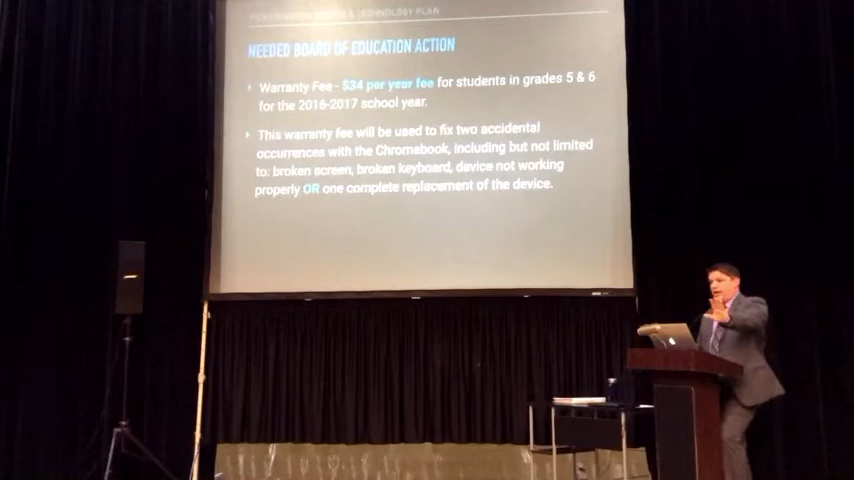 & TECHNOLOGY PLAN
NEEDED BOARD OF EDUCATION ACTION
Warranty Fee - $34 per year fee for students in grades 5 & 6
for the 2016-2017 school year.
This warranty fee will be used to fix two accidental
occurrences with the Chromebook, including but not limited
to: broken screen, broken keyboard, device not working
properly OR one complete replacement of the device.